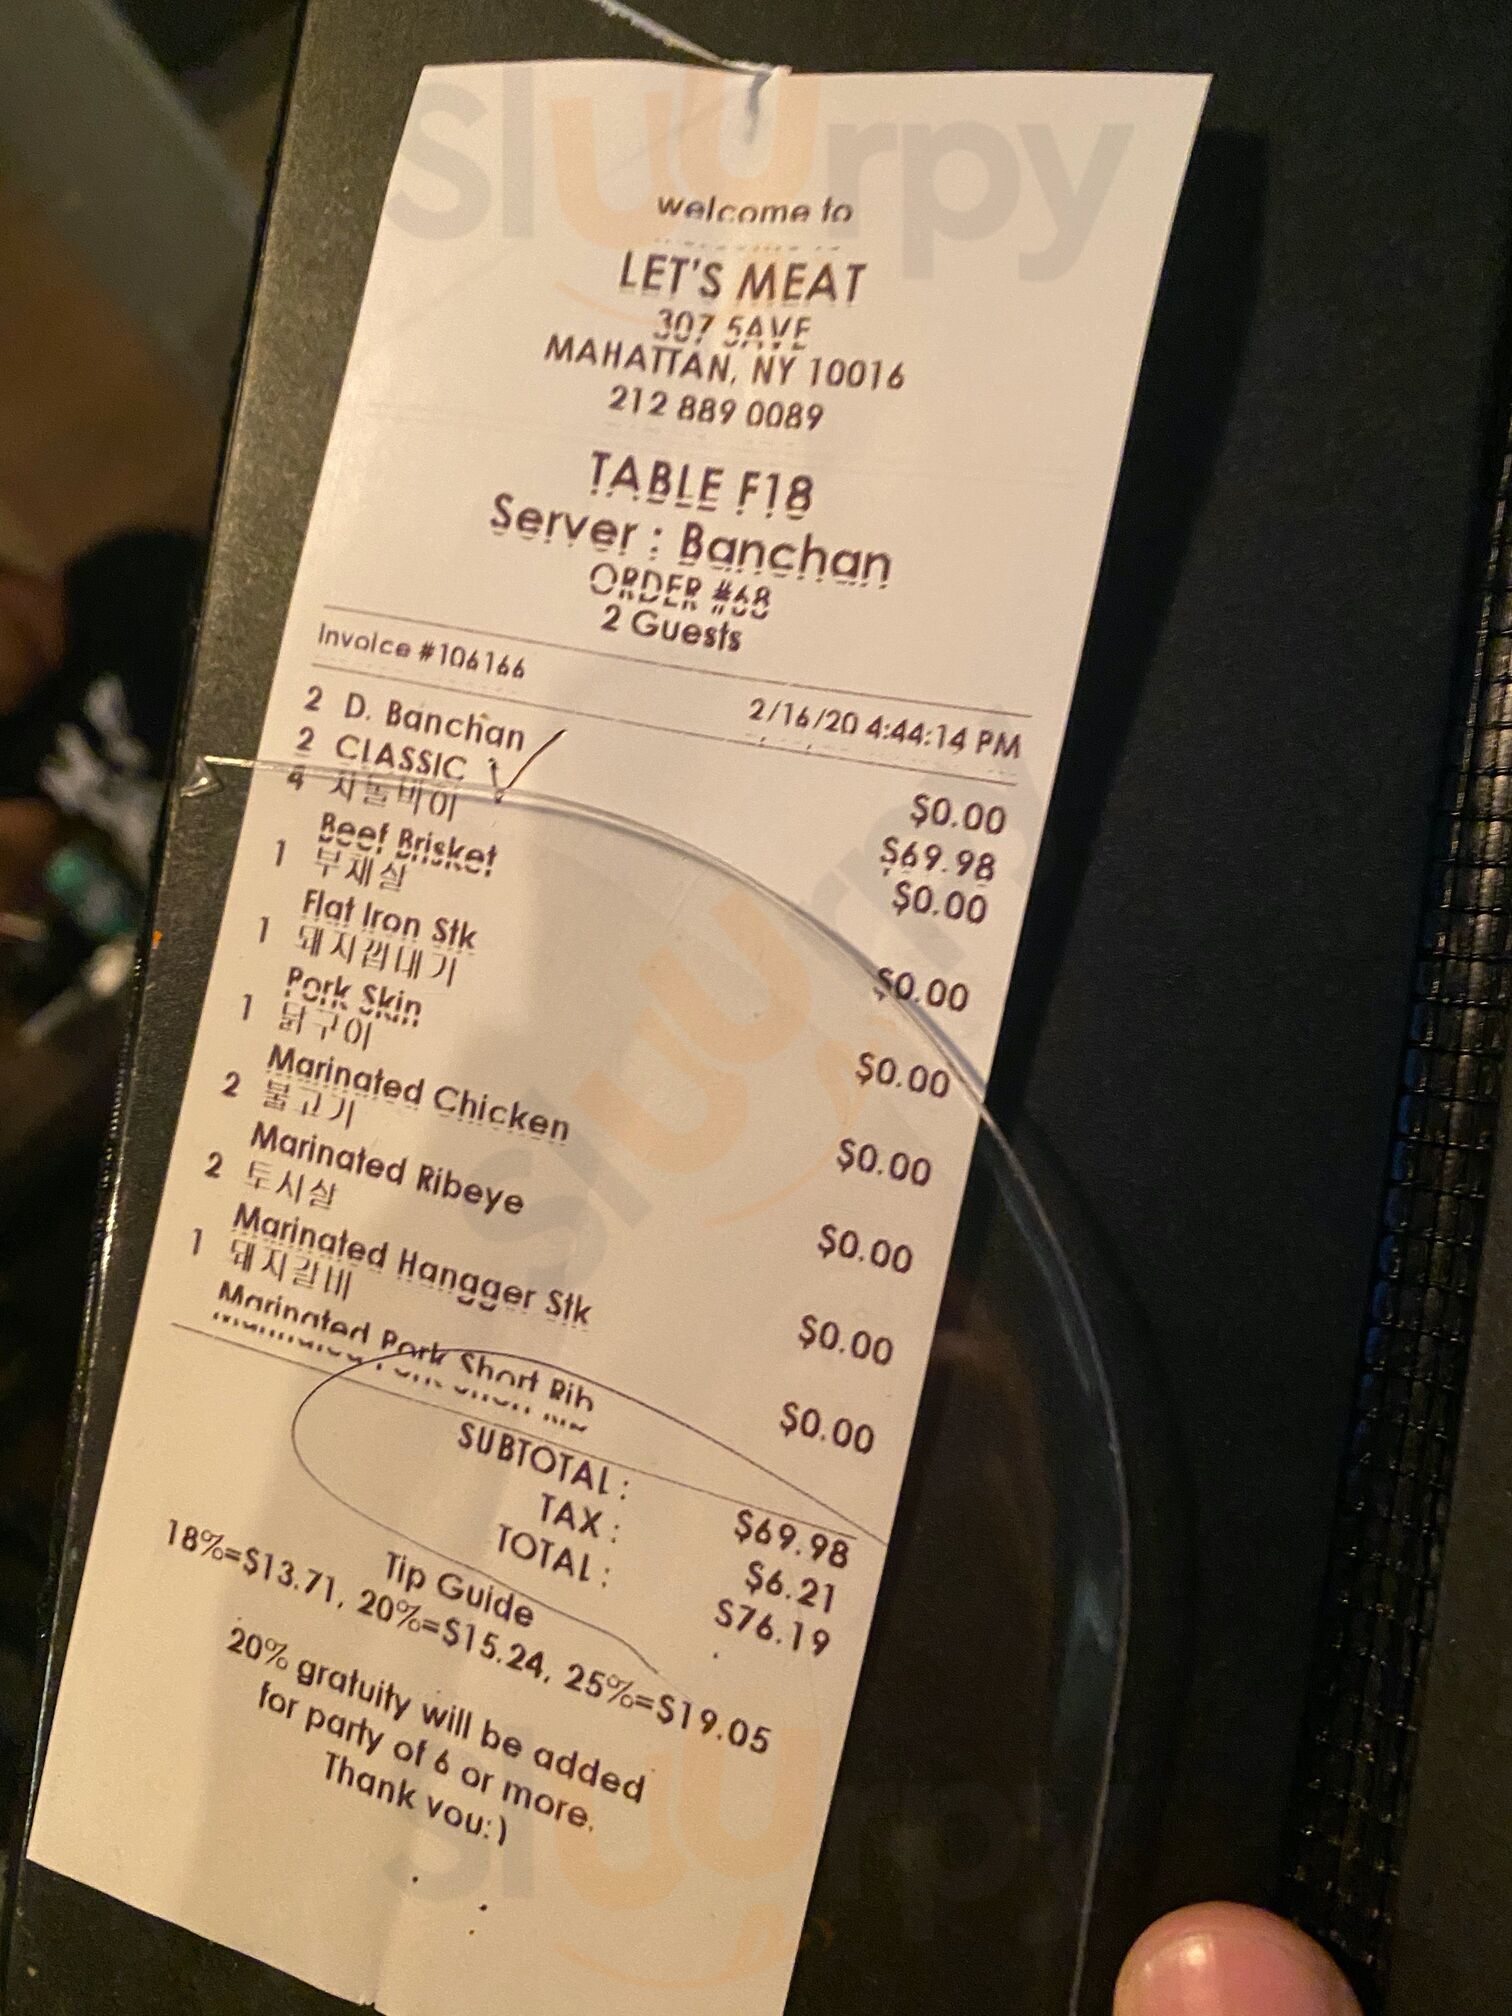 Sluurpy
welcome to
LET'S MEAT
307 5AVE
MAHATTAN, NY 10016
212 889 0089
TABLE F18
Server : Banchan
ORDER #68
2 Guests
Invoice #106166 2/16/20 4:44:14 PM
2 D. Banchan $0.00
2 CLASSIC $69.98
4 차돌바이 $0.00
Beef Brisket
1 부채살 $0.00
Flat Iron Stk
1 돼지껍대기 $0.00
Pork Skin
1 닭구이 $0.00
Marinated Chicken
2 불고기 $0.00
Marinated Ribeye
2 토시살 $0.00
Marinated Hangger Stk
1 돼지갈비 $0.00
Marinated Pork Short Rib
SUBTOTAL : $69.98
TAX : $6.21
TOTAL : $76.19
Tip Guide
18%=$13.71, 20%=$15.24, 25%=$19.05
20% gratuity will be added
for party of 6 or more.
Thank you:)
Sluurpy
Sluurpy